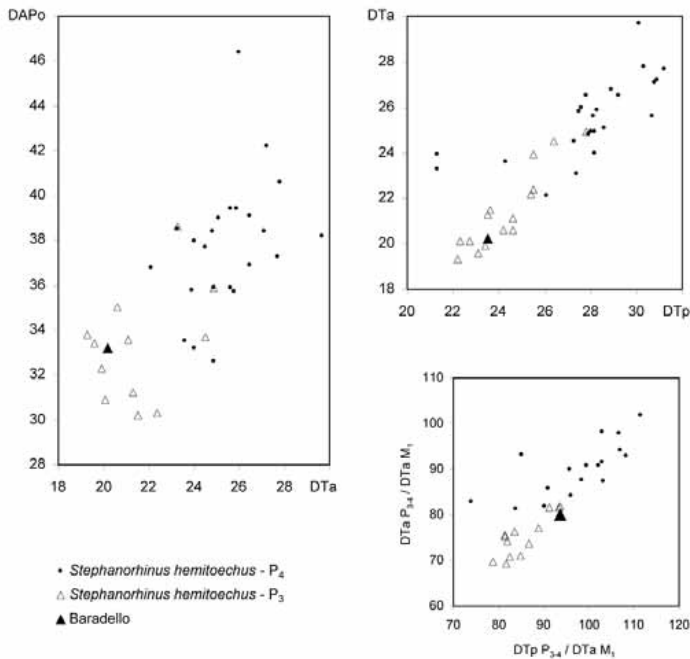 DAPo
46
44
42
40
38
36
34
32
30
28
18 20 22 24 26 28 DTa
DTa
28
26
24
22
20
18
20 22 24 26 28 30 DTp
110
100
90
80
70
60
DTa P3-4 / DTa M1
70 80 90 100 110 120
DTp P3-4 / DTa M1
• Stephanorhinus hemitoechus - P4
△ Stephanorhinus hemitoechus - P3
▲ Baradello